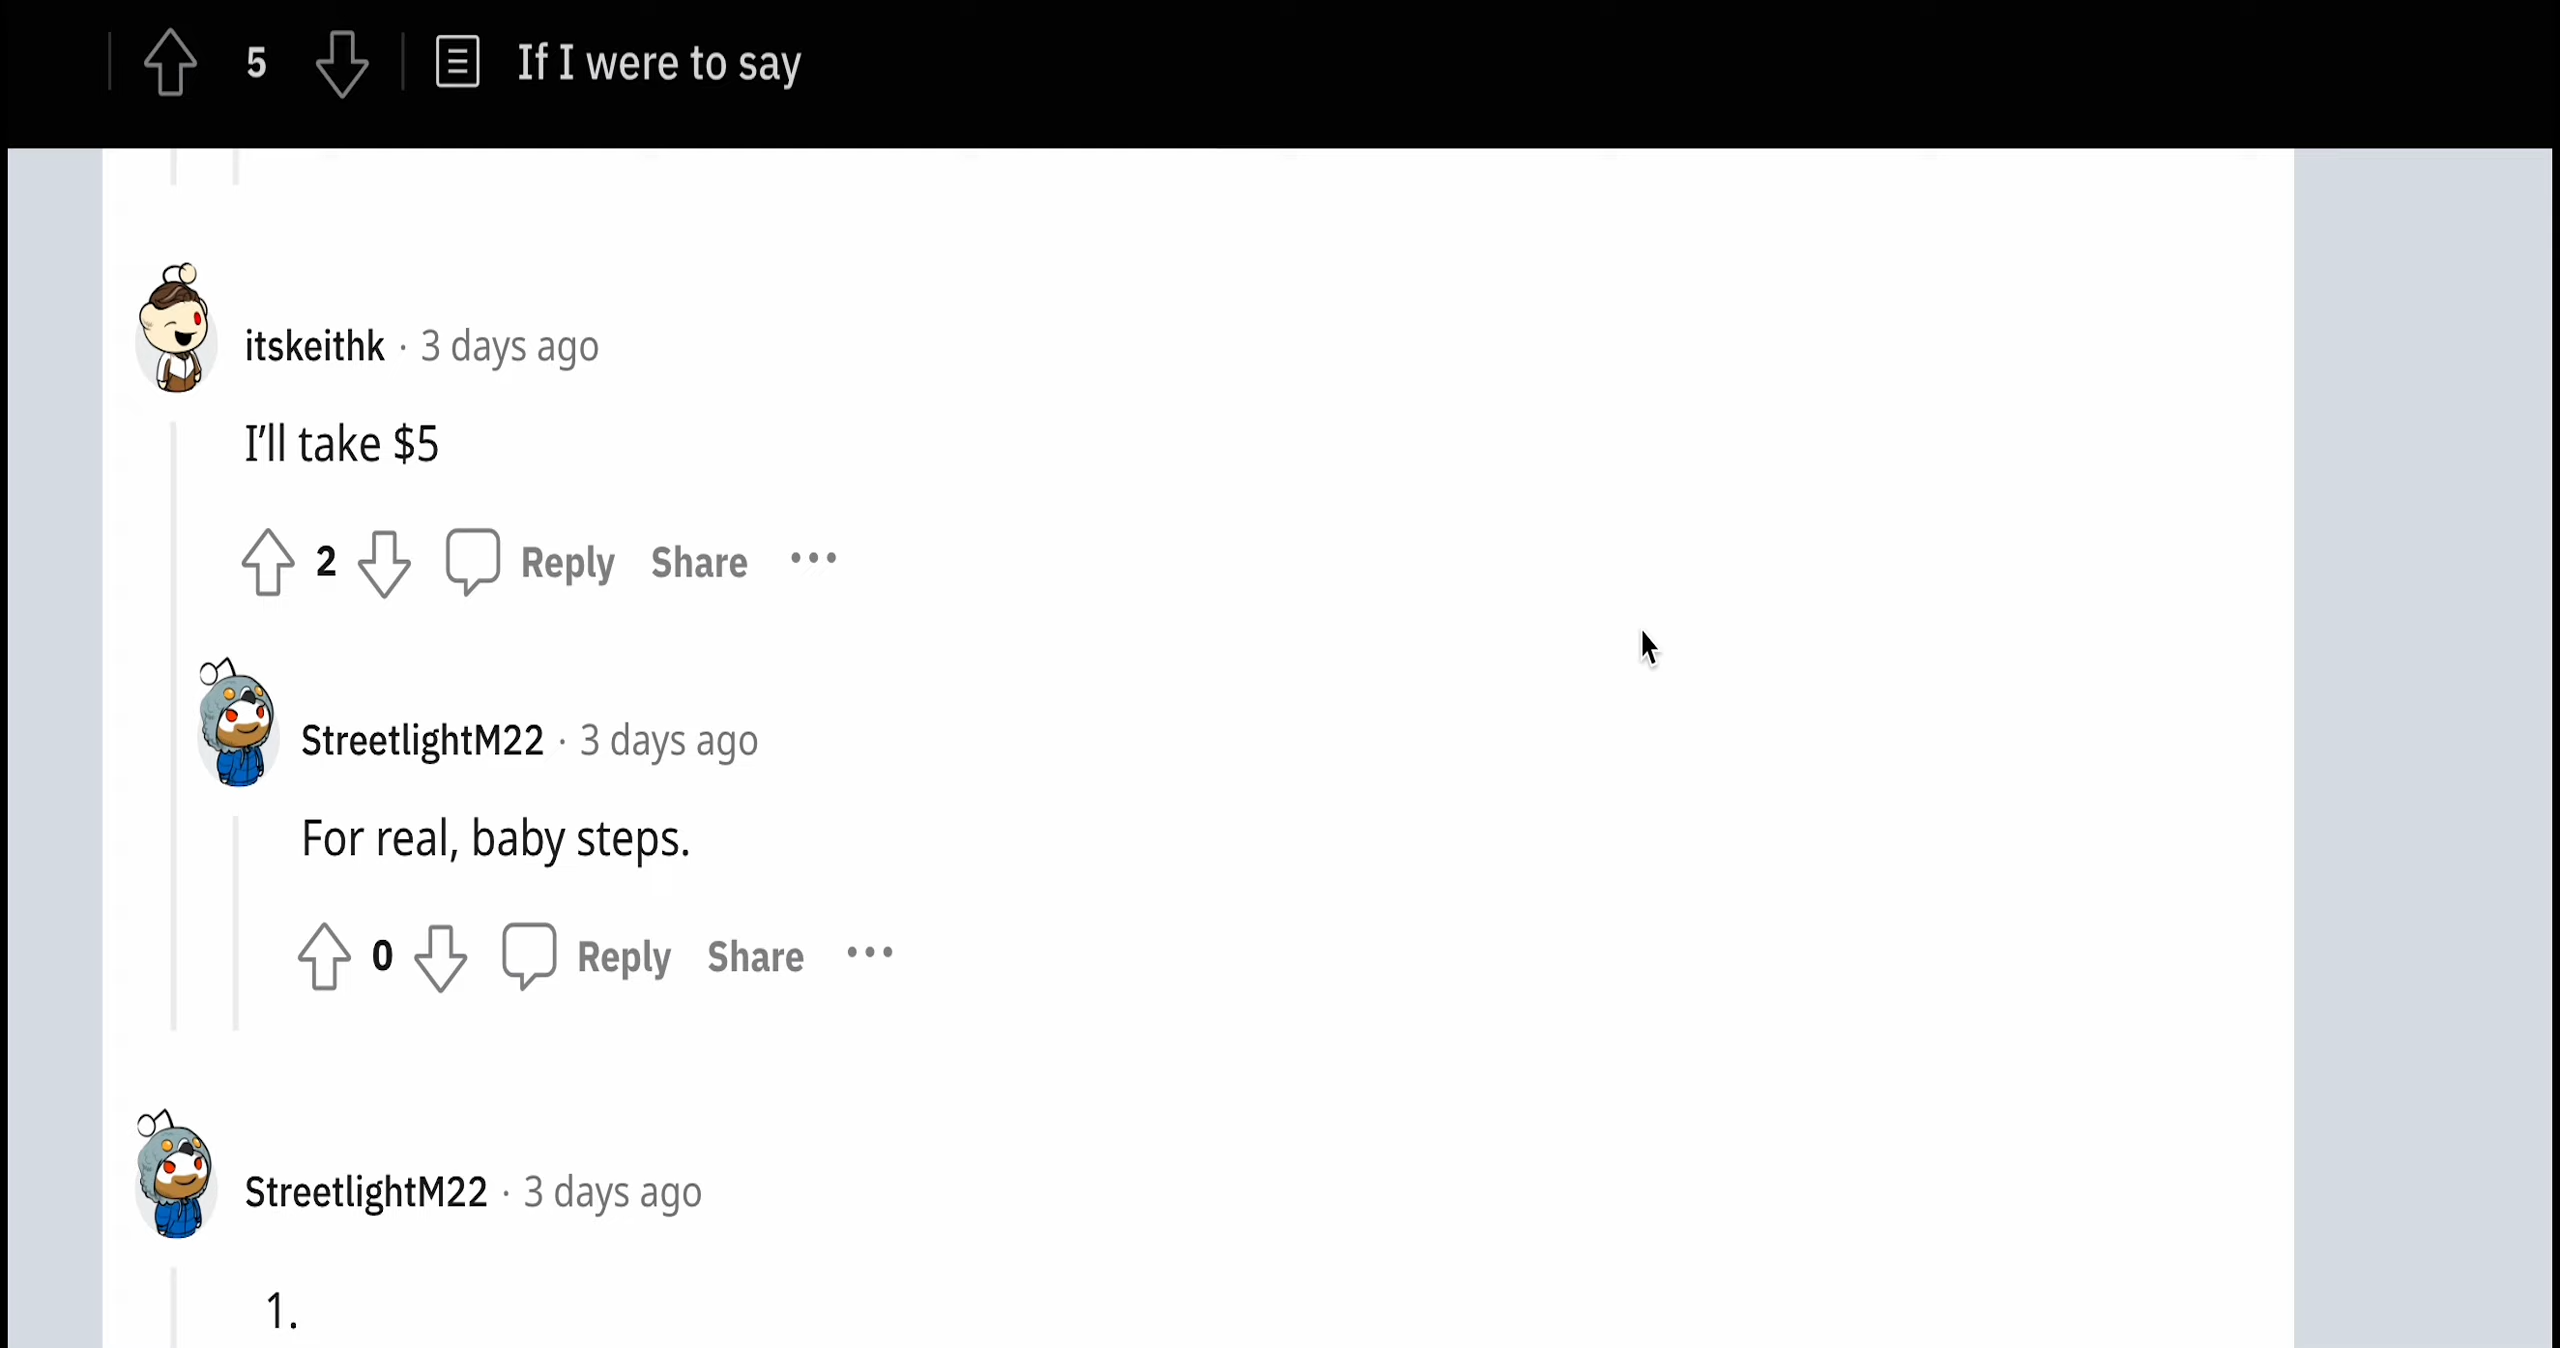 5 If I were to say
itskeithk · 3 days ago
I'll take $5
2 Reply Share •••
StreetlightM22 · 3 days ago
For real, baby steps.
0 Reply Share •••
StreetlightM22 · 3 days ago
1.